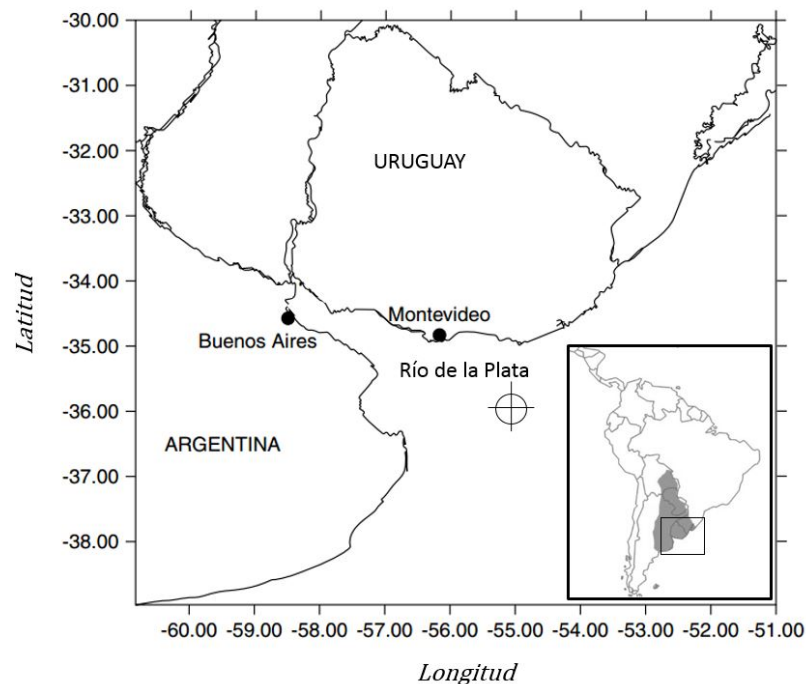 -30.00
-31.00
-32.00
-33.00
-34.00
-35.00
-36.00
-37.00
-38.00
Latitud
URUGUAY
Montevideo
Buenos Aires
Río de la Plata
ARGENTINA
-60.00 -59.00 -58.00 -57.00 -56.00 -55.00 -54.00 -53.00 -52.00 -51.00
Longitud